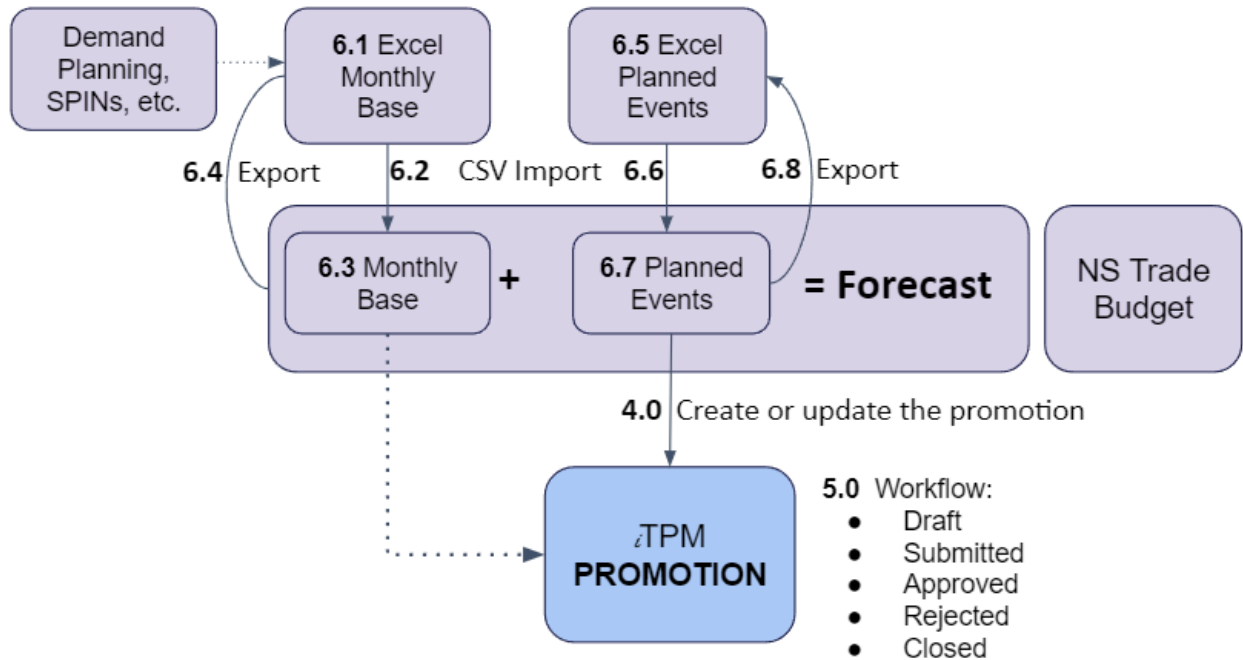 Demand
Planning,
SPINs, etc.
6.1 Excel
Monthly
Base
6.5 Excel
Planned
Events
6.4 Export
6.2 CSV Import 6.6
6.8 Export
6.3 Monthly
Base
+
6.7 Planned
Events
= Forecast
NS Trade
Budget
4.0 Create or update the promotion
iTPM
PROMOTION
5.0 Workflow:
● Draft
● Submitted
● Approved
● Rejected
● Closed